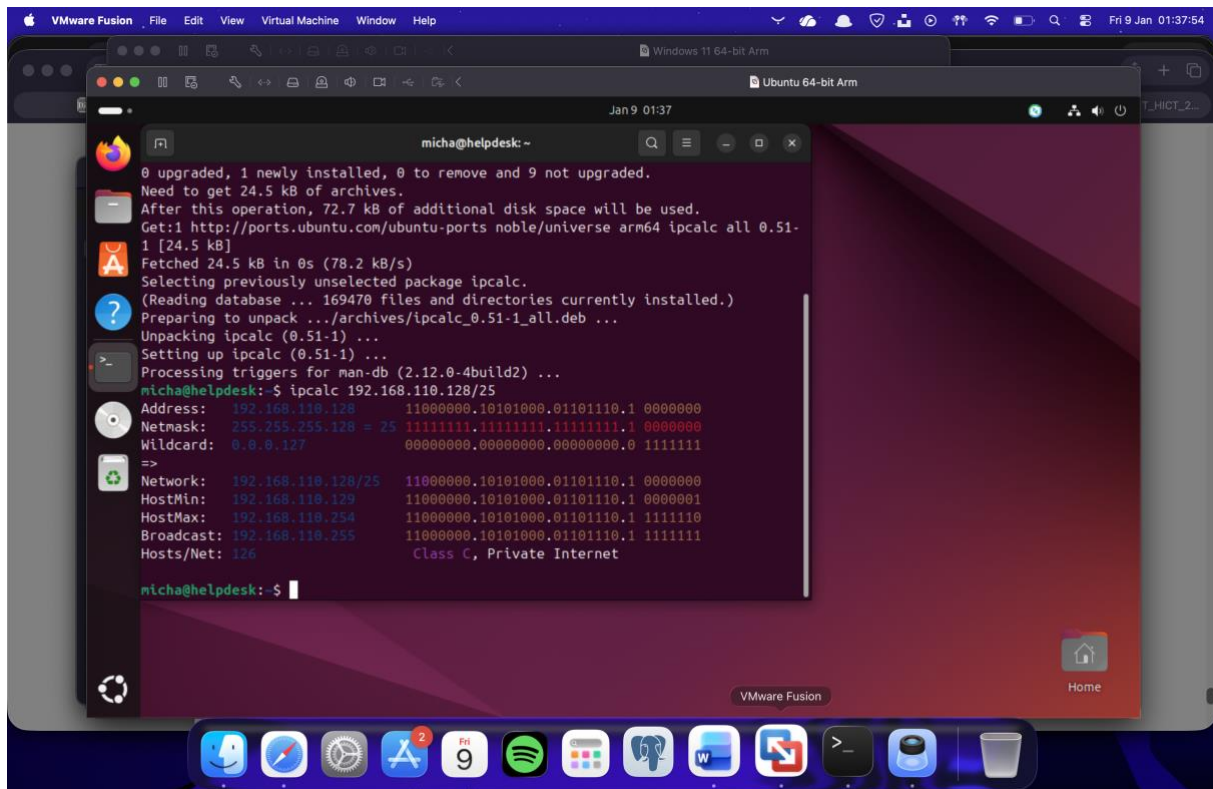 VMware Fusion File Edit View Virtual Machine Window Help Fri 9 Jan 01:37:54
Windows 11 64-bit Arm
Ubuntu 64-bit Arm
T_HICT_2...
Jan 9 01:37
micha@helpdesk: ~
0 upgraded, 1 newly installed, 0 to remove and 9 not upgraded.
Need to get 24.5 kB of archives.
After this operation, 72.7 kB of additional disk space will be used.
Get:1 http://ports.ubuntu.com/ubuntu-ports noble/universe arm64 ipcalc all 0.51-
1 [24.5 kB]
Fetched 24.5 kB in 0s (78.2 kB/s)
Selecting previously unselected package ipcalc.
(Reading database ... 169470 files and directories currently installed.)
Preparing to unpack .../archives/ipcalc_0.51-1_all.deb ...
Unpacking ipcalc (0.51-1) ...
Setting up ipcalc (0.51-1) ...
Processing triggers for man-db (2.12.0-4build2) ...
micha@helpdesk:~$ ipcalc 192.168.110.128/25
Address: 192.168.110.128 11000000.10101000.01101110.1 0000000
Netmask: 255.255.255.128 = 25 11111111.11111111.11111111.1 0000000
Wildcard: 0.0.0.127 00000000.00000000.00000000.0 1111111
=>
Network: 192.168.110.128/25 11000000.10101000.01101110.1 0000000
HostMin: 192.168.110.129 11000000.10101000.01101110.1 0000001
HostMax: 192.168.110.254 11000000.10101000.01101110.1 1111110
Broadcast: 192.168.110.255 11000000.10101000.01101110.1 1111111
Hosts/Net: 126 Class C, Private Internet
micha@helpdesk:~$
Home
VMware Fusion
2
Fri
9
W